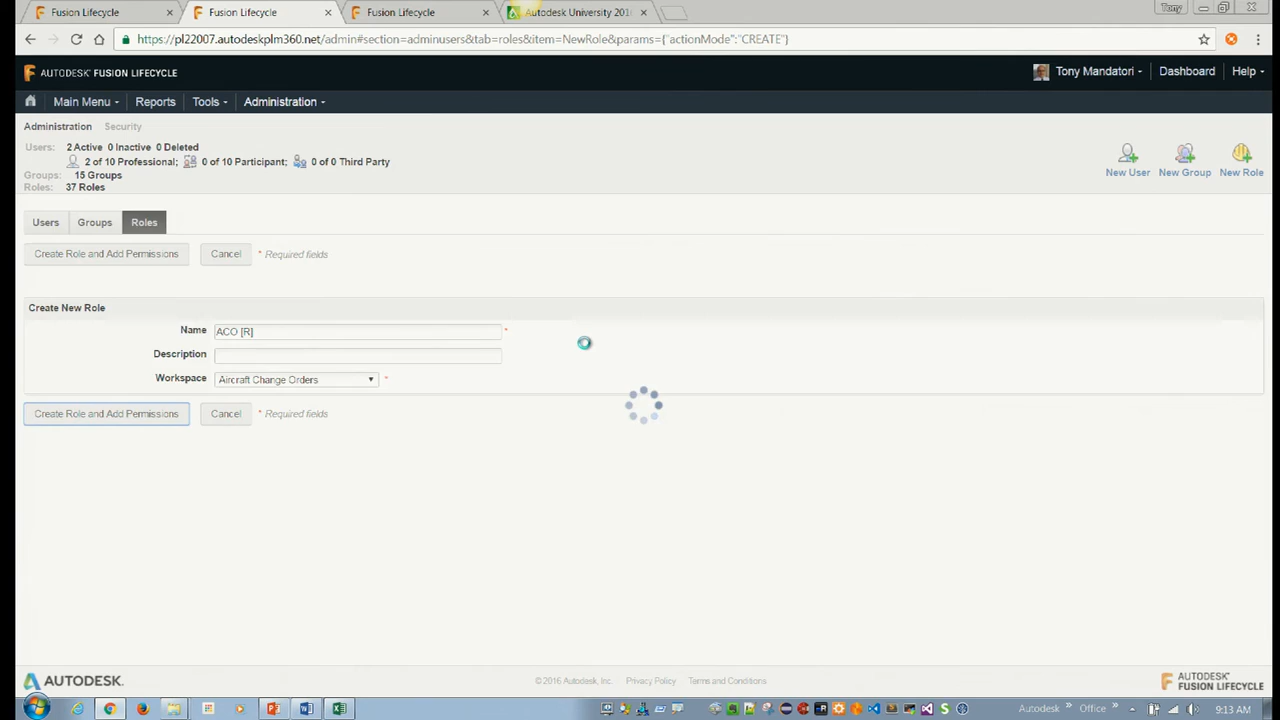 Fusion Lifecycle
Fusion Lifecycle
Fusion Lifecycle
Autodesk University 201
Tony
https://pl22007.autodeskplm360.net/admin#section=adminusers&tab=roles&item=NewRole&params={"actionMode":"CREATE"}
AUTODESK® FUSION LIFECYCLE
Tony Mandatori
Dashboard
Help
Main Menu
Reports
Tools
Administration
Administration
Security
Users: 2 Active 0 Inactive 0 Deleted
2 of 10 Professional; 0 of 10 Participant; 0 of 0 Third Party
Groups: 15 Groups
Roles: 37 Roles
New User
New Group
New Role
Users
Groups
Roles
Create Role and Add Permissions
Cancel
* Required fields
Create New Role
Name ACO [R] *
Description
Workspace Aircraft Change Orders *
Create Role and Add Permissions
Cancel
* Required fields
AUTODESK.
© 2016 Autodesk, Inc.
Privacy Policy
Terms and Conditions
AUTODESK®
FUSION LIFECYCLE
Autodesk »
Office »
9:13 AM